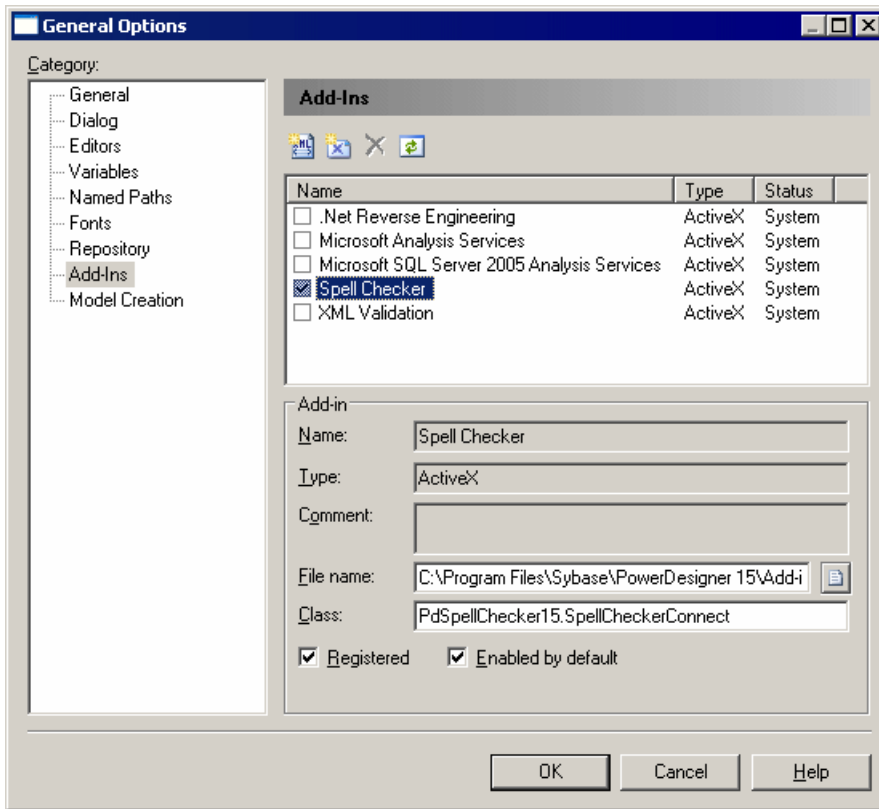 General Options
Category:
General
Dialog
Editors
Variables
Named Paths
Fonts
Repository
Add-Ins
Model Creation
Add-Ins
Name Type Status
.Net Reverse Engineering ActiveX System
Microsoft Analysis Services ActiveX System
Microsoft SQL Server 2005 Analysis Services ActiveX System
Spell Checker ActiveX System
XML Validation ActiveX System
Add-in
Name: Spell Checker
Type: ActiveX
Comment:
File name: C:\Program Files\Sybase\PowerDesigner 15\Add-i
Class: PdSpellChecker15.SpellCheckerConnect
Registered Enabled by default
OK Cancel Help